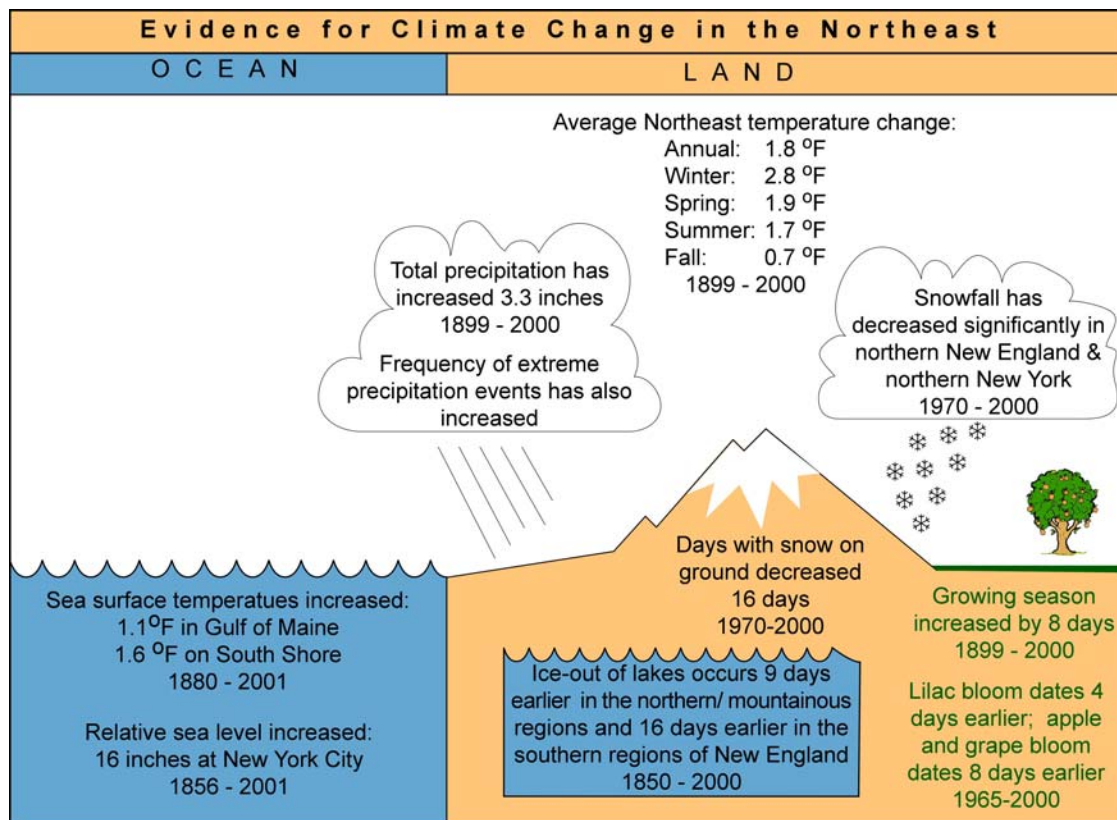 Evidence for Climate Change in the Northeast
OCEAN
LAND
Average Northeast temperature change:
Annual: 1.8 ºF
Winter: 2.8 ºF
Spring: 1.9 ºF
Summer: 1.7 ºF
Fall: 0.7 ºF
1899 - 2000
Total precipitation has
increased 3.3 inches
1899 - 2000
Frequency of extreme
precipitation events has also
increased
Snowfall has
decreased significantly in
northern New England &
northern New York
1970 - 2000
Days with snow on
ground decreased
16 days
1970-2000
Sea surface temperatues increased:
1.1ºF in Gulf of Maine
1.6 ºF on South Shore
1880 - 2001
Relative sea level increased:
16 inches at New York City
1856 - 2001
Ice-out of lakes occurs 9 days
earlier in the northern/ mountainous
regions and 16 days earlier in the
southern regions of New England
1850 - 2000
Growing season
increased by 8 days
1899 - 2000
Lilac bloom dates 4
days earlier; apple
and grape bloom
dates 8 days earlier
1965-2000